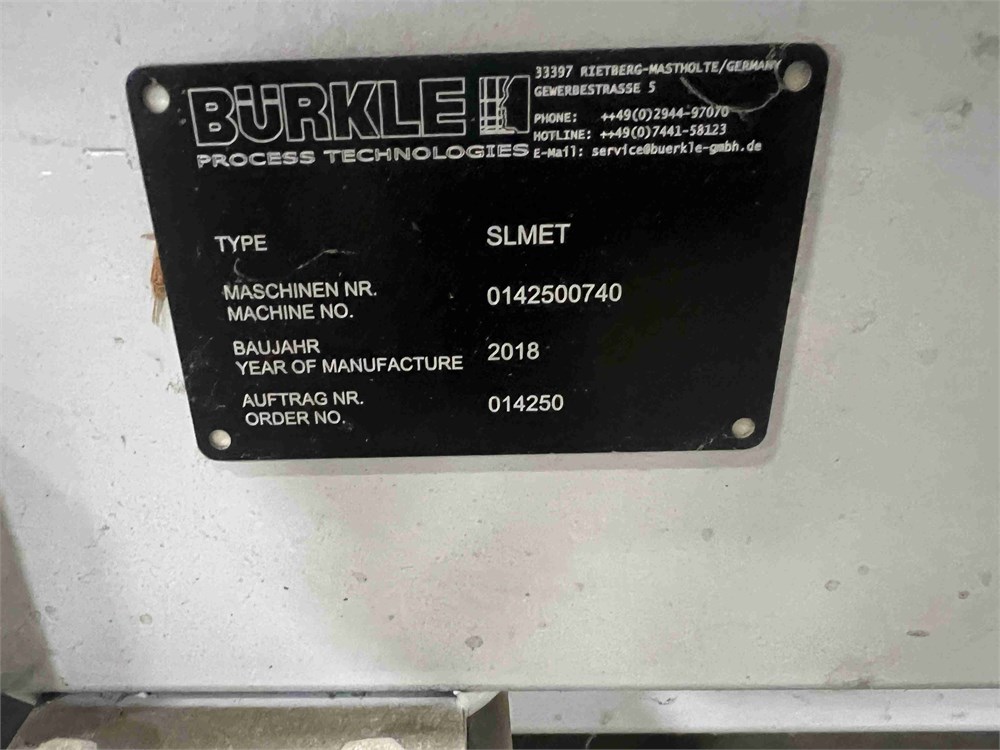 BÜRKLE
PROCESS TECHNOLOGIES
33397 RIETBERG-MASTHOLTE/GERMANY
GEWERBESTRASSE 5
PHONE: ++49(0)2944-97070
HOTLINE: ++49(0)7441-58123
E-Mail: service@buerkle-gmbh.de
TYPE SLMET
MASCHINEN NR.
MACHINE NO. 0142500740
BAUJAHR
YEAR OF MANUFACTURE 2018
AUFTRAG NR.
ORDER NO. 014250